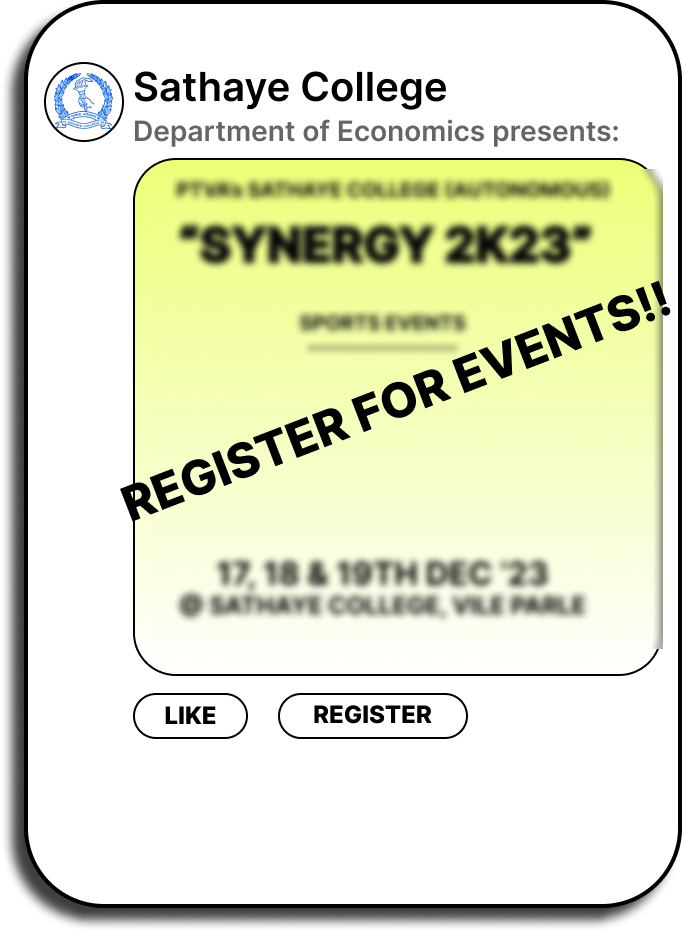 Sathaye College
Department of Economics presents:
PTVA's SATHAYE COLLEGE (AUTONOMOUS)
"SYNERGY 2K23"
SPORTS EVENTS
REGISTER FOR EVENTS!!
17, 18 & 19TH DEC '23
@ SATHAYE COLLEGE, VILE PARLE
LIKE
REGISTER